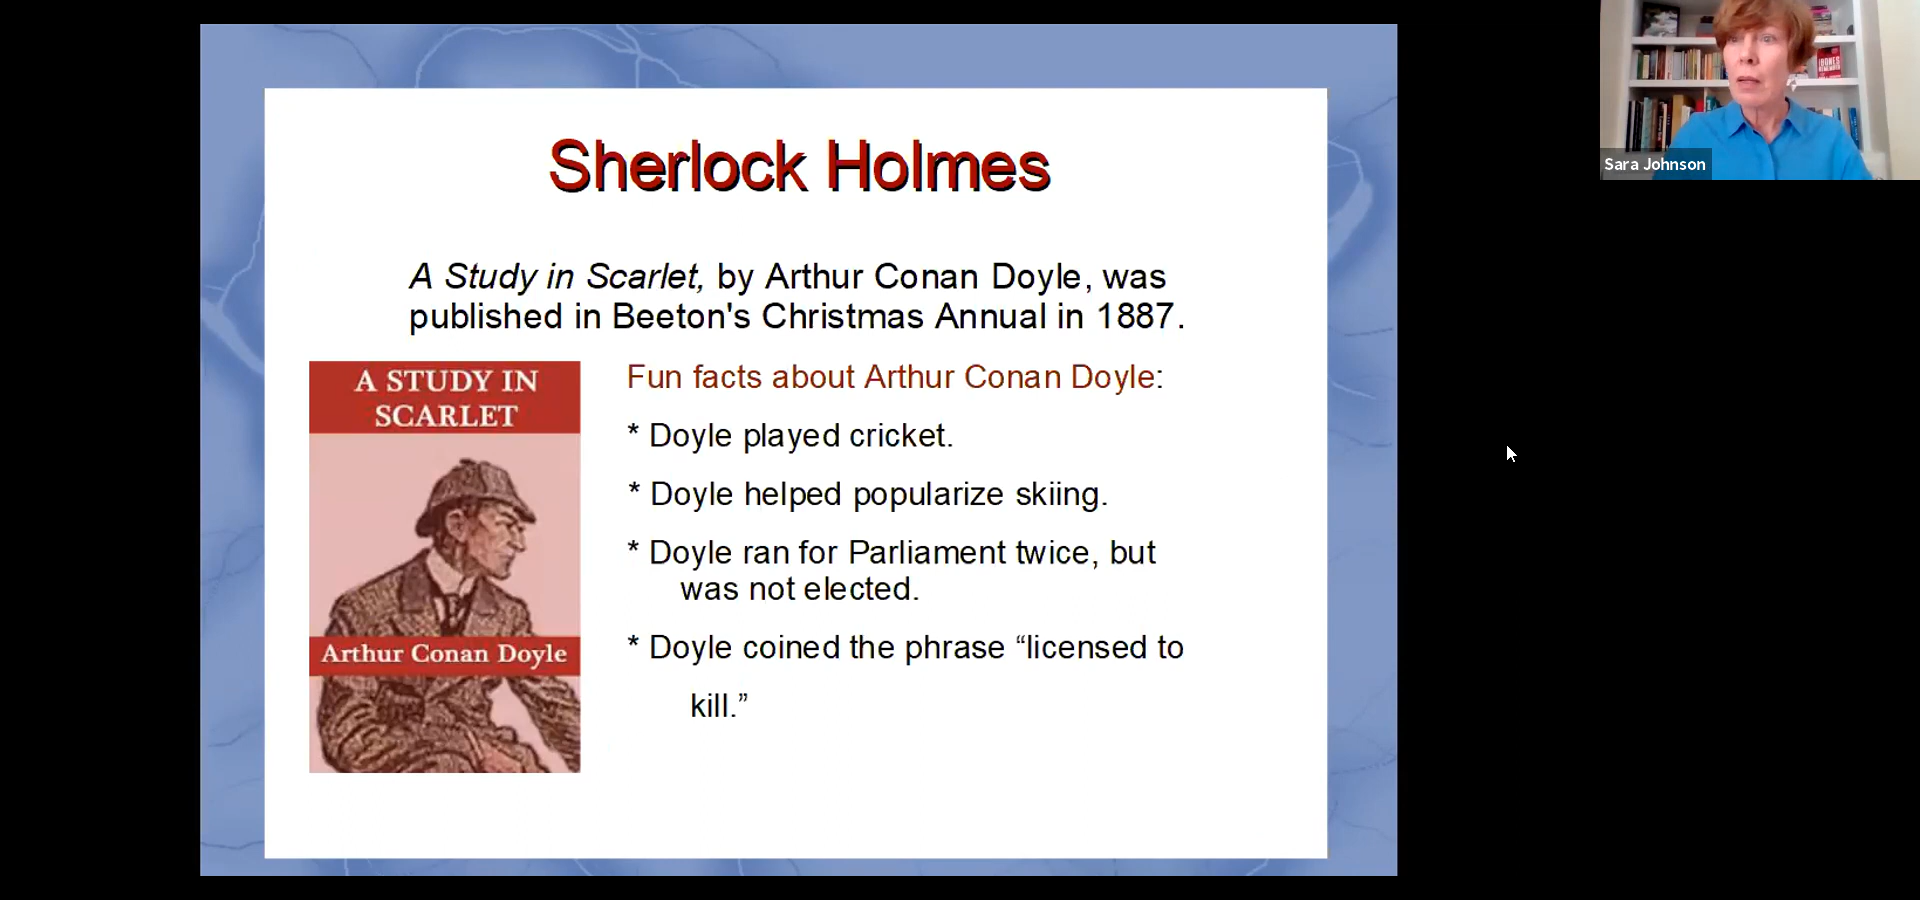 Sherlock Holmes
A Study in Scarlet, by Arthur Conan Doyle, was
published in Beeton's Christmas Annual in 1887.
A STUDY IN
SCARLET
Arthur Conan Doyle
Fun facts about Arthur Conan Doyle:
* Doyle played cricket.
* Doyle helped popularize skiing.
* Doyle ran for Parliament twice, but
was not elected.
* Doyle coined the phrase “licensed to
kill.”
Sara Johnson